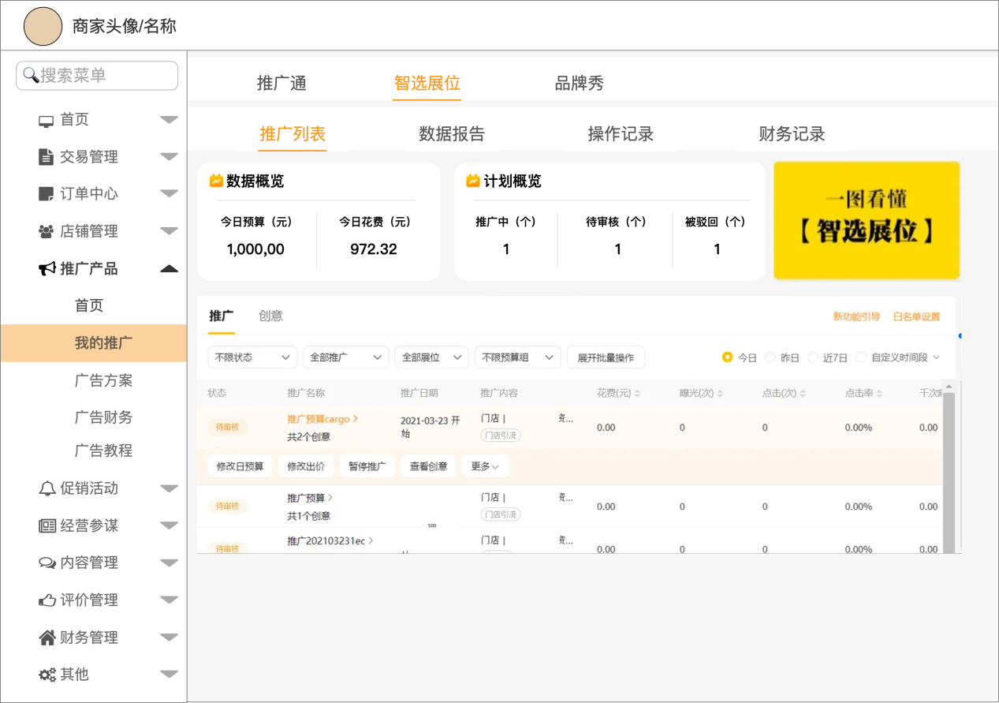 商家头像/名称
搜索菜单
首页
交易管理
订单中心
店铺管理
推广产品
首页
我的推广
广告方案
广告财务
广告教程
促销活动
经营参谋
内容管理
评价管理
财务管理
其他
推广通 智选展位 品牌秀
推广列表 数据报告 操作记录 财务记录
数据概览
今日预算（元） 今日花费（元）
1,000,00 972.32
计划概览
推广中（个） 待审核（个） 被驳回（个）
1 1 1
一图看懂
【智选展位】
推广 创意 新功能引导 白名单设置
不限状态 全部推广 全部展位 不限预算组 展开批量操作 今日 昨日 近7日 自定义时间段
状态 推广名称 推广日期 推广内容 花费(元) 曝光(次) 点击(次) 点击率 千次
待审核 推广预算cargo 2021-03-23 开始 门店 | 资... 0.00 0 0 0.00% 0.00
共2个创意 门店引流
修改日预算 修改出价 暂停推广 查看创意 更多
待审核 推广预算 门店 | 资... 0.00 0 0 0.00% 0.00
共1个创意 门店引流
500
待审核 推广202103231ec 门店 | 资... 0.00 0 0 0.00% 0.00